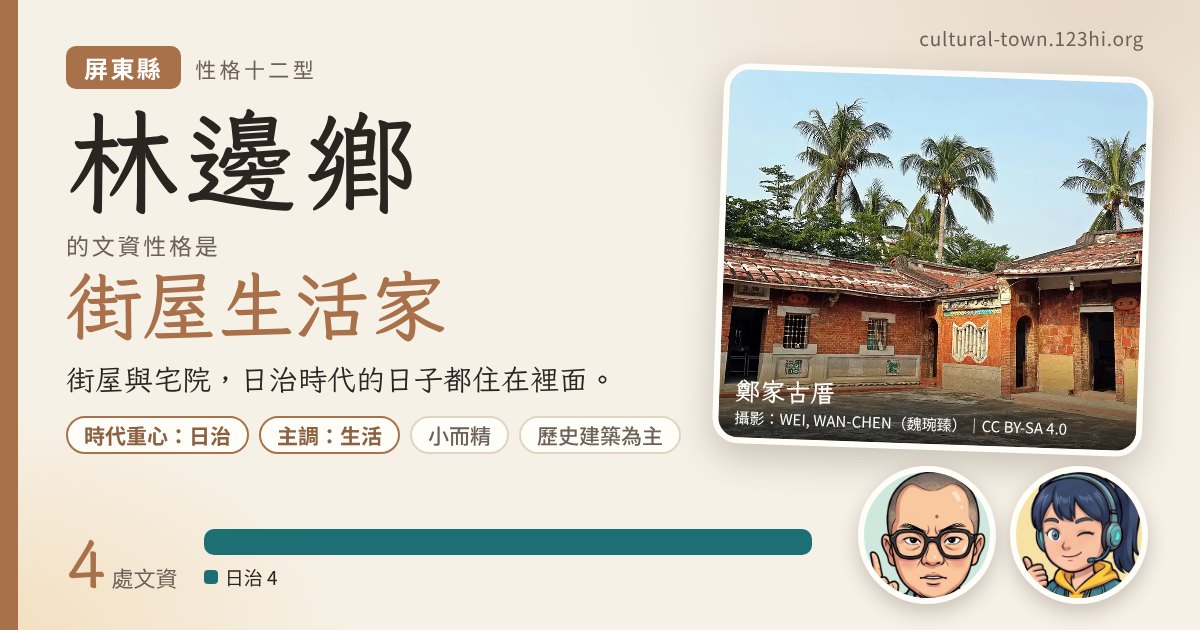 屏東縣 性格十二型
cultural-town.123hi.org
林邊鄉
的文資性格是
街屋生活家
街屋與宅院，日治時代的日子都住在裡面。
時代重心：日治 主調：生活 小而精 歷史建築為主
鄭家古厝
攝影：WEI, WAN-CHEN（魏琬臻）｜CC BY-SA 4.0
4 處文資
日治 4